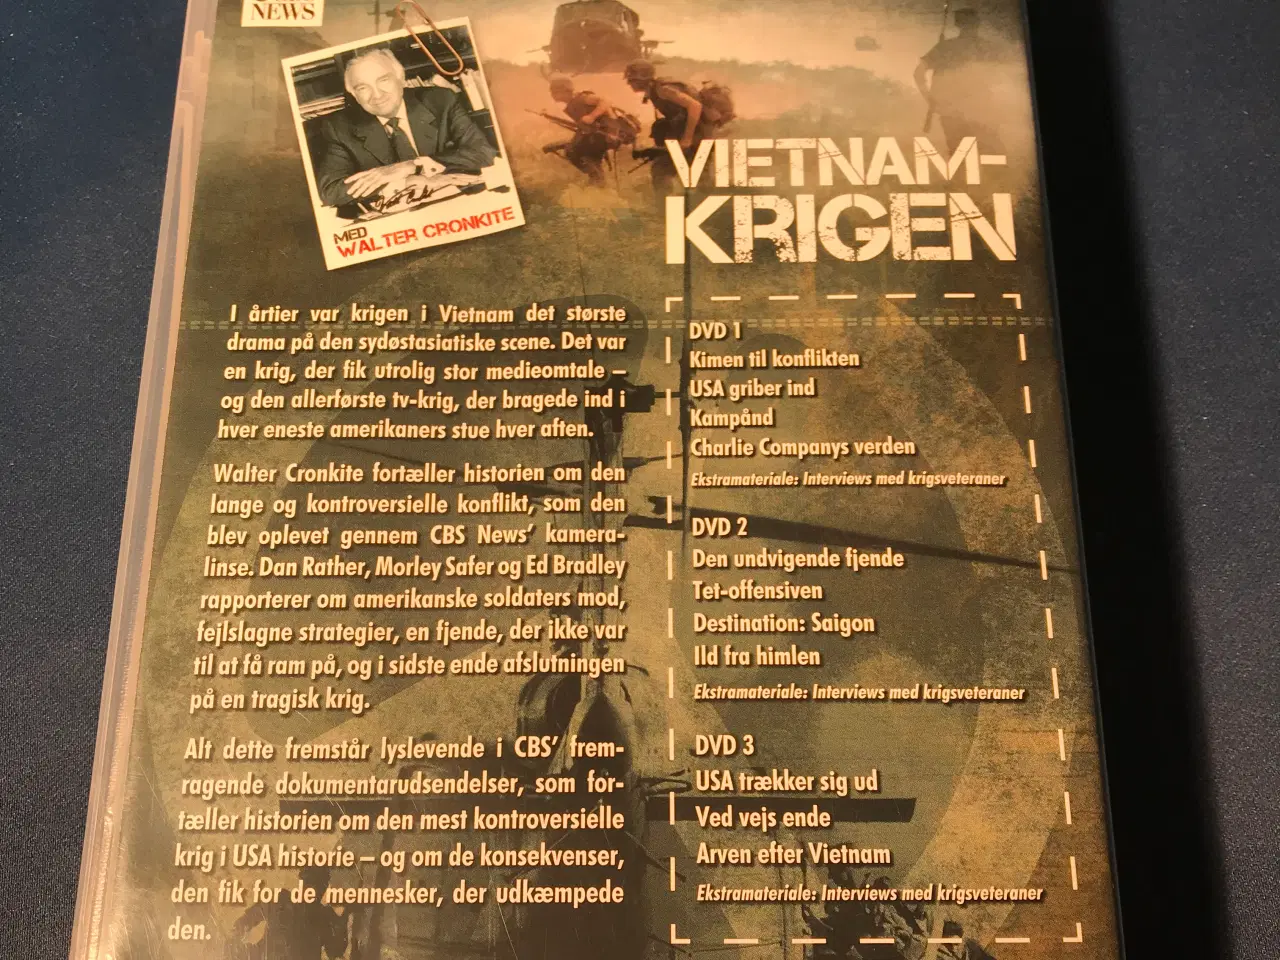 NEWS
MED
WALTER CRONKITE
VIETNAM-
KRIGEN
I årtier var krigen i Vietnam det største
drama på den sydøstasiatiske scene. Det var
en krig, der fik utrolig stor medieomtale –
og den allerførste tv-krig, der bragede ind i
hver eneste amerikaners stue hver aften.
Walter Cronkite fortæller historien om den
lange og kontroversielle konflikt, som den
blev oplevet gennem CBS News' kamera-
linse. Dan Rather, Morley Safer og Ed Bradley
rapporterer om amerikanske soldaters mod,
fejlslagne strategier, en fjende, der ikke var
til at få ram på, og i sidste ende afslutningen
på en tragisk krig.
Alt dette fremstår lyslevende i CBS' frem-
ragende dokumentarudsendelser, som for-
tæller historien om den mest kontroversielle
krig i USA historie – og om de konsekvenser,
den fik for de mennesker, der udkæmpede
den.
DVD 1
Kimen til konflikten
USA griber ind
Kampånd
Charlie Companys verden
Ekstramateriale: Interviews med krigsveteraner
DVD 2
Den undvigende fjende
Tet-offensiven
Destination: Saigon
Ild fra himlen
Ekstramateriale: Interviews med krigsveteraner
DVD 3
USA trækker sig ud
Ved vejs ende
Arven efter Vietnam
Ekstramateriale: Interviews med krigsveteraner